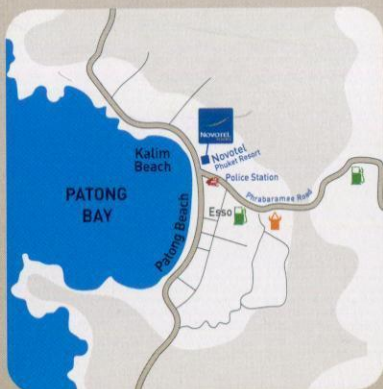 NOVOTEL
Novotel
Phuket Resort
Kalim
Beach
Police Station
PATONG
BAY
Phrabaramee Road
Esso
Patong Beach